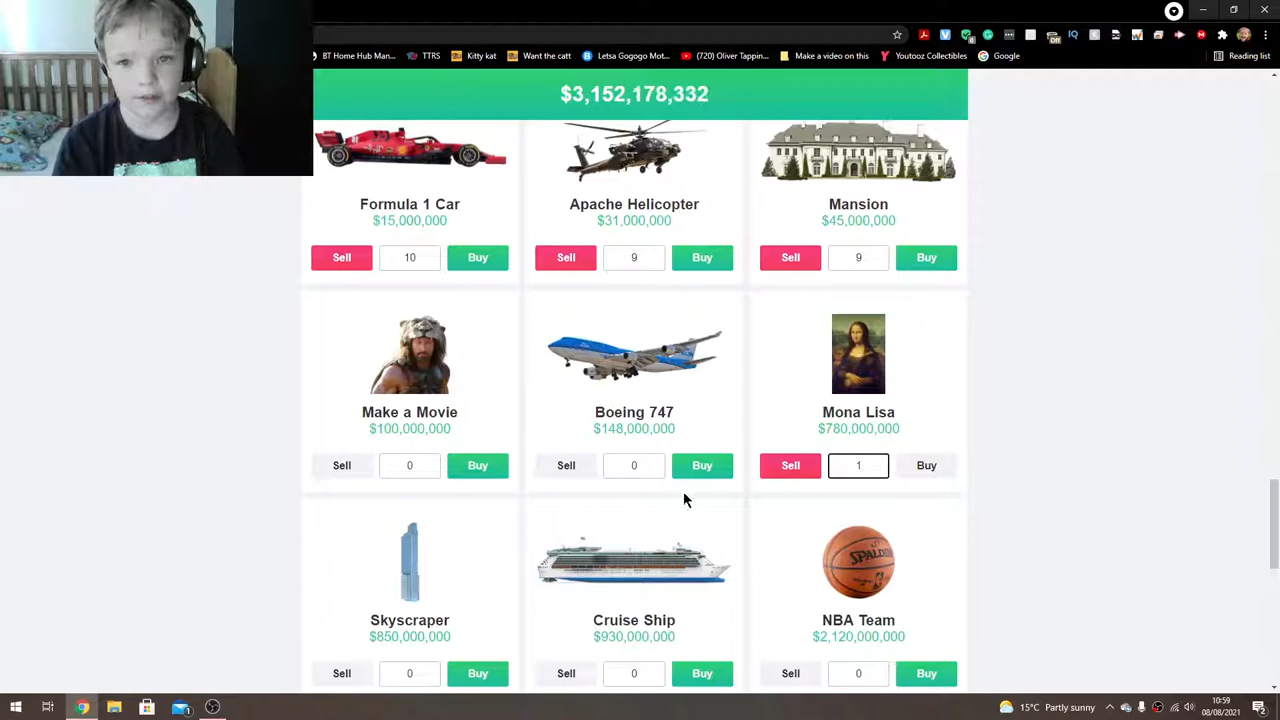 BT Home Hub Man...
TTRS
Kitty kat
Want the catt
Letsa Gogogo Mot...
(720) Oliver Tappin...
Make a video on this
Youtooz Collectibles
Google
Reading list
$3,152,178,332
Formula 1 Car
$15,000,000
Sell 10 Buy
Apache Helicopter
$31,000,000
Sell 9 Buy
Mansion
$45,000,000
Sell 9 Buy
Make a Movie
$100,000,000
Sell 0 Buy
Boeing 747
$148,000,000
Sell 0 Buy
Mona Lisa
$780,000,000
Sell 1 Buy
SPALDING
Skyscraper
$850,000,000
Sell 0 Buy
Cruise Ship
$930,000,000
Sell 0 Buy
NBA Team
$2,120,000,000
Sell 0 Buy
15°C Partly sunny
10:59
08/08/2021